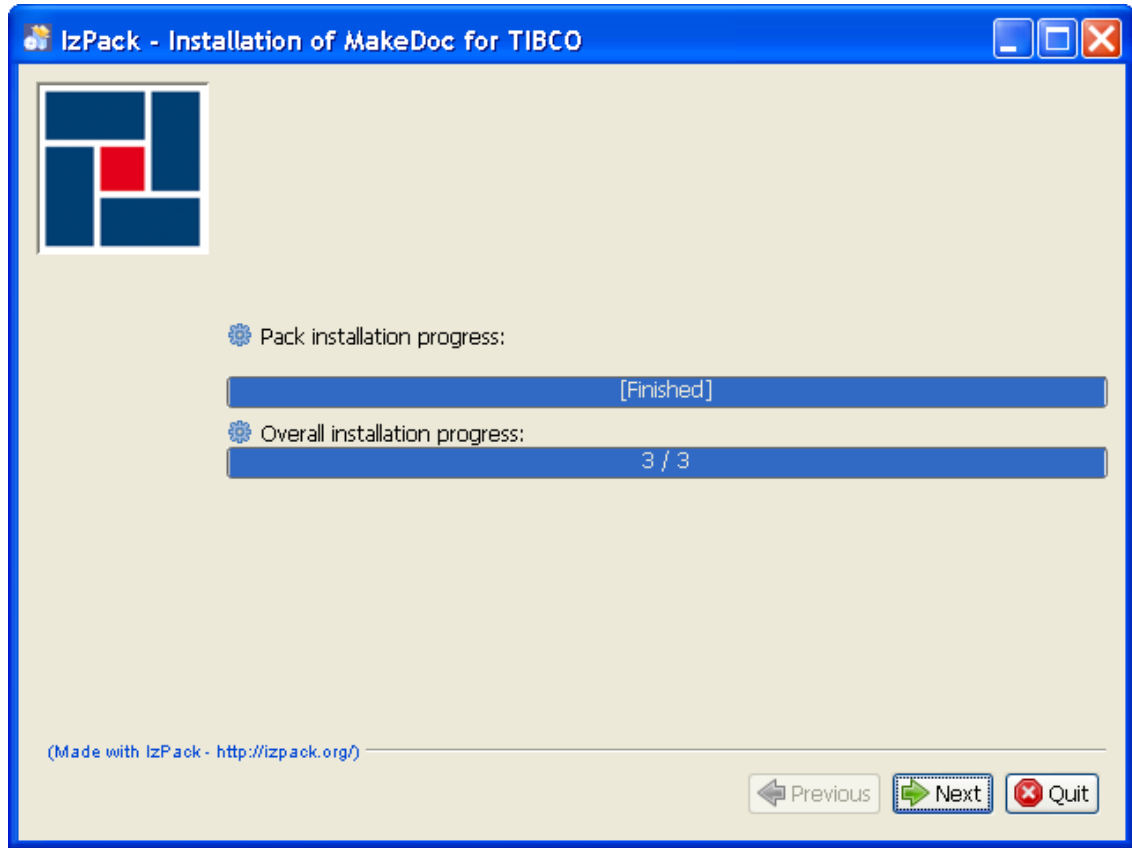 IzPack - Installation of MakeDoc for TIBCO
Pack installation progress:
[Finished]
Overall installation progress:
3 / 3
(Made with IzPack - http://izpack.org/)
Previous Next Quit